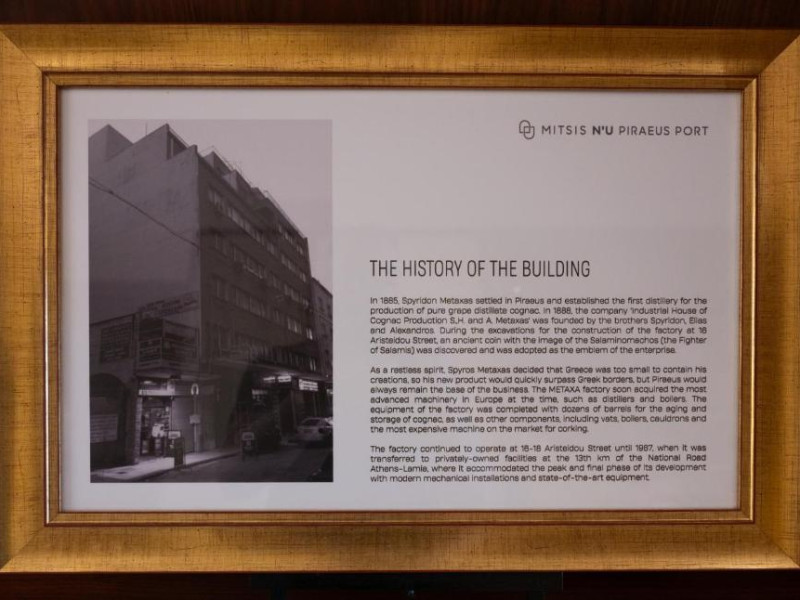 MITSIS N'U PIRAEUS PORT
THE HISTORY OF THE BUILDING
In 1885, Spyridon Metaxas settled in Piraeus and established the first distillery for the
production of pure grape distillate cognac. In 1888, the company 'Industrial House of
Cognac Production S.,H. and A. Metaxas' was founded by the brothers Spyridon, Elias
and Alexandros. During the excavations for the construction of the factory at 16
Aristeidou Street, an ancient coin with the image of the Salaminomachos (the Fighter
of Salamis) was discovered and was adopted as the emblem of the enterprise.
As a restless spirit, Spyros Metaxas decided that Greece was too small to contain his
creations, so his new product would quickly surpass Greek borders, but Piraeus would
always remain the base of the business. The METAXA factory soon acquired the most
advanced machinery in Europe at the time, such as distillers and boilers. The
equipment of the factory was completed with dozens of barrels for the aging and
storage of cognac, as well as other components, including vats, boilers, cauldrons and
the most expensive machine on the market for corking.
The factory continued to operate at 16-18 Aristeidou Street until 1967, when it was
transferred to privately-owned facilities at the 13th km of the National Road
Athens-Lamia, where it accommodated the peak and final phase of its development
with modern mechanical installations and state-of-the-art equipment.